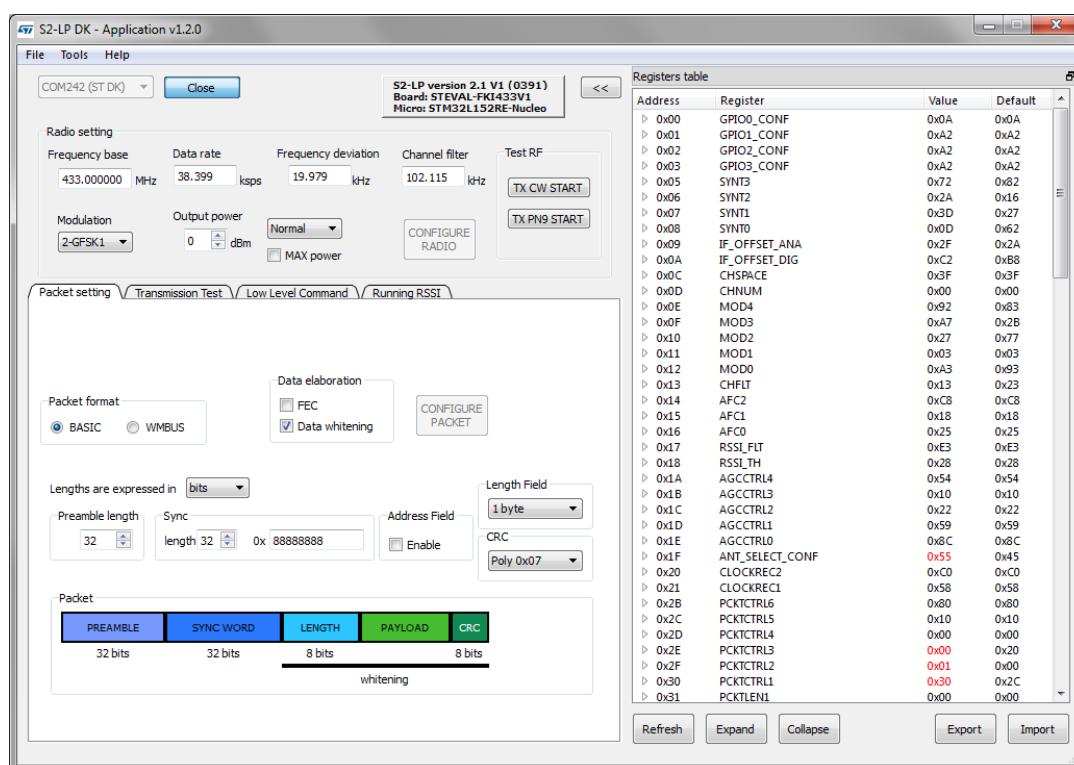 S2-LP DK - Application v1.2.0
File Tools Help
COM242 (ST DK)
Close
S2-LP version 2.1 V1 (0391)
Board: STEVAL-FKI433V1
Micro: STM32L152RE-Nucleo
<<
Radio setting
Frequency base Data rate Frequency deviation Channel filter Test RF
433.000000 MHz 38.399 ksps 19.979 kHz 102.115 kHz
TX CW START
Modulation Output power
2-GFSK1 0 dBm Normal
MAX power
CONFIGURE
RADIO
TX PN9 START
Packet setting Transmission Test Low Level Command Running RSSI
Packet format
BASIC WMBUS
Data elaboration
FEC
Data whitening
CONFIGURE
PACKET
Lengths are expressed in bits
Preamble length
32
Sync
length 32 0x 88888888
Address Field
Enable
Length Field
1 byte
CRC
Poly 0x07
Packet
PREAMBLE SYNC WORD LENGTH PAYLOAD CRC
32 bits 32 bits 8 bits 8 bits
whitening
Registers table
Address Register Value Default
0x00 GPIO0_CONF 0x0A 0x0A
0x01 GPIO1_CONF 0xA2 0xA2
0x02 GPIO2_CONF 0xA2 0xA2
0x03 GPIO3_CONF 0xA2 0xA2
0x05 SYNT3 0x72 0x82
0x06 SYNT2 0x2A 0x16
0x07 SYNT1 0x3D 0x27
0x08 SYNT0 0x0D 0x62
0x09 IF_OFFSET_ANA 0x2F 0x2A
0x0A IF_OFFSET_DIG 0xC2 0xB8
0x0C CHSPACE 0x3F 0x3F
0x0D CHNUM 0x00 0x00
0x0E MOD4 0x92 0x83
0x0F MOD3 0xA7 0x2B
0x10 MOD2 0x27 0x77
0x11 MOD1 0x03 0x03
0x12 MOD0 0xA3 0x93
0x13 CHFLT 0x13 0x23
0x14 AFC2 0xC8 0xC8
0x15 AFC1 0x18 0x18
0x16 AFC0 0x25 0x25
0x17 RSSI_FLT 0xE3 0xE3
0x18 RSSI_TH 0x28 0x28
0x1A AGCCTRL4 0x54 0x54
0x1B AGCCTRL3 0x10 0x10
0x1C AGCCTRL2 0x22 0x22
0x1D AGCCTRL1 0x59 0x59
0x1E AGCCTRL0 0x8C 0x8C
0x1F ANT_SELECT_CONF 0x55 0x45
0x20 CLOCKREC2 0xC0 0xC0
0x21 CLOCKREC1 0x58 0x58
0x2B PCKTCTRL6 0x80 0x80
0x2C PCKTCTRL5 0x10 0x10
0x2D PCKTCTRL4 0x00 0x00
0x2E PCKTCTRL3 0x00 0x20
0x2F PCKTCTRL2 0x01 0x00
0x30 PCKTCTRL1 0x30 0x2C
0x31 PCKTLEN1 0x00 0x00
Refresh Expand Collapse Export Import